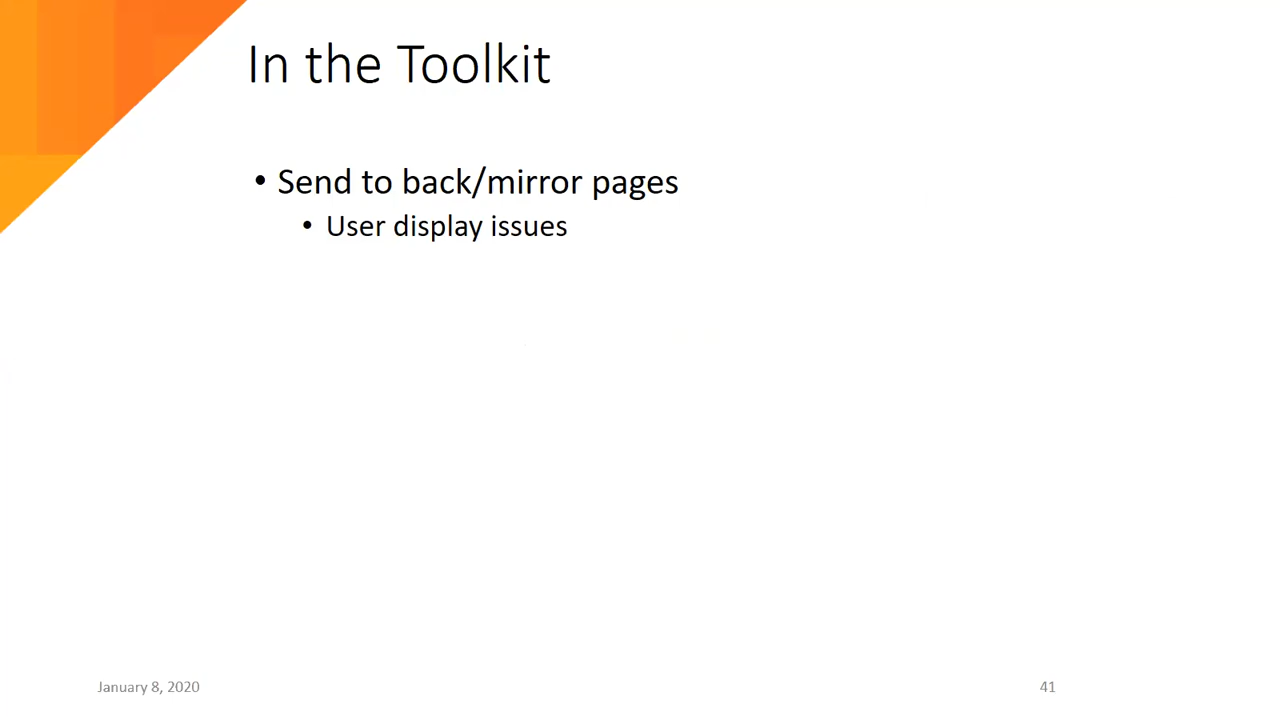 In the Toolkit
• Send to back/mirror pages
• User display issues
January 8, 2020
41